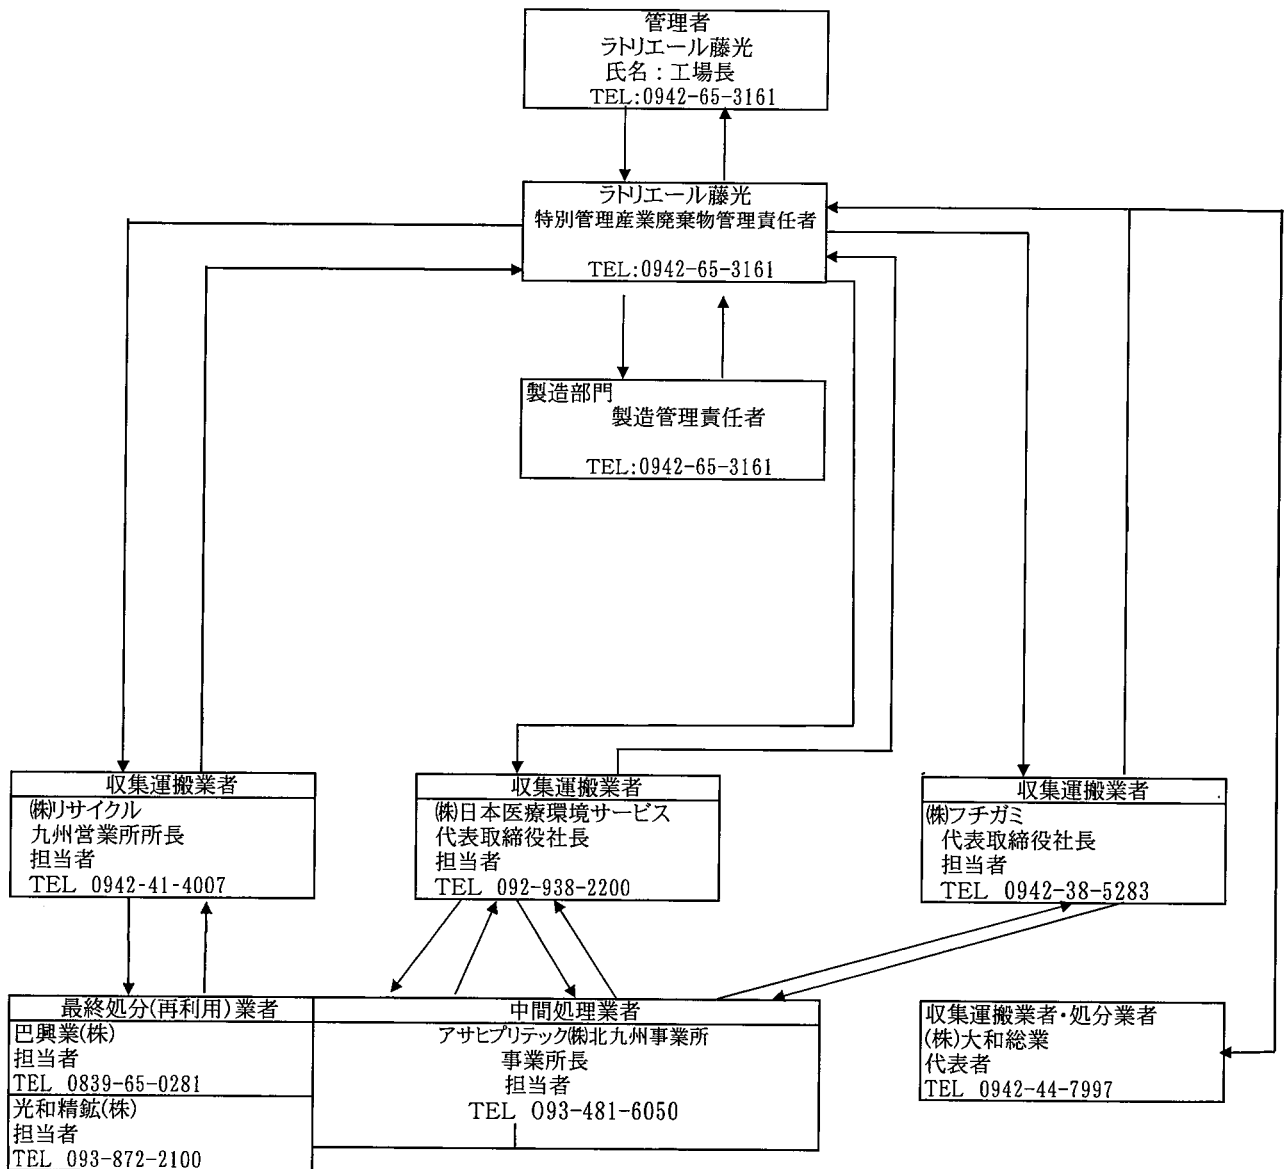 管理者
ラトリエール藤光
氏名：工場長
TEL:0942-65-3161
ラトリエール藤光
特別管理産業廃棄物管理責任者
TEL:0942-65-3161
製造部門
製造管理責任者
TEL:0942-65-3161
収集運搬業者
㈱リサイクル
九州営業所所長
担当者
TEL 0942-41-4007
収集運搬業者
㈱日本医療環境サービス
代表取締役社長
担当者
TEL 092-938-2200
収集運搬業者
㈱フチガミ
代表取締役社長
担当者
TEL 0942-38-5283
最終処分(再利用)業者
巴興業(株)
担当者
TEL 0839-65-0281
光和精鉱(株)
担当者
TEL 093-872-2100
中間処理業者
アサヒプリテック㈱北九州事業所
事業所長
担当者
TEL 093-481-6050
収集運搬業者・処分業者
(株)大和総業
代表者
TEL 0942-44-7997